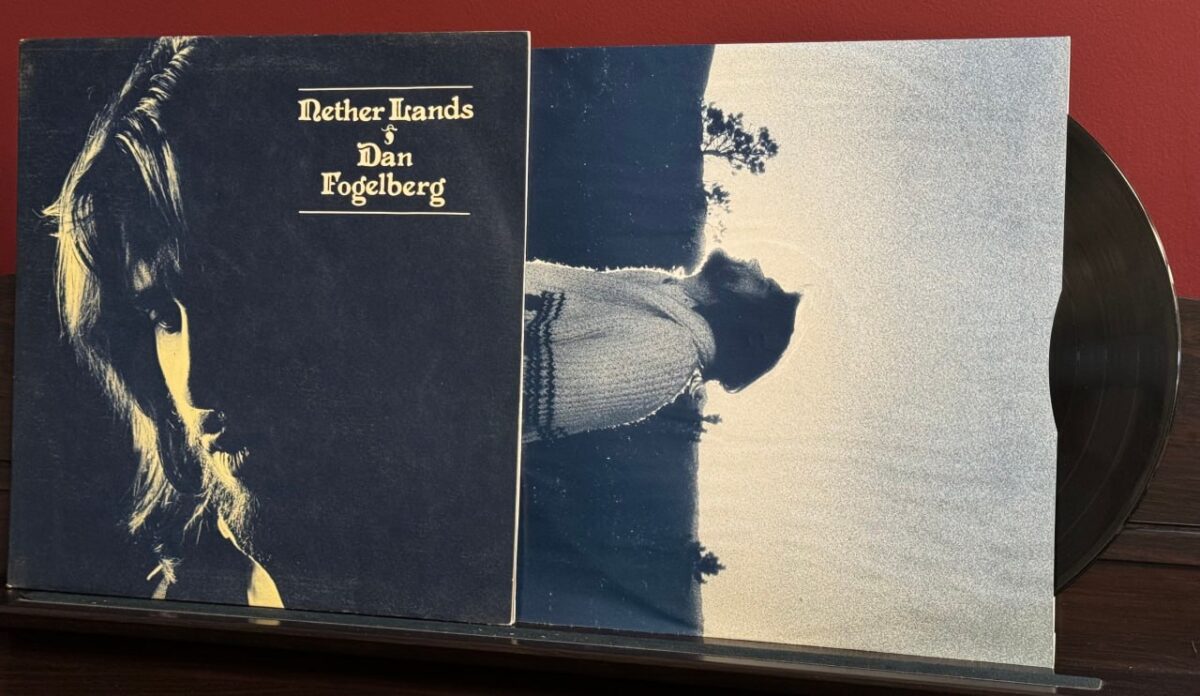 Nether Lands
Dan
Fogelberg